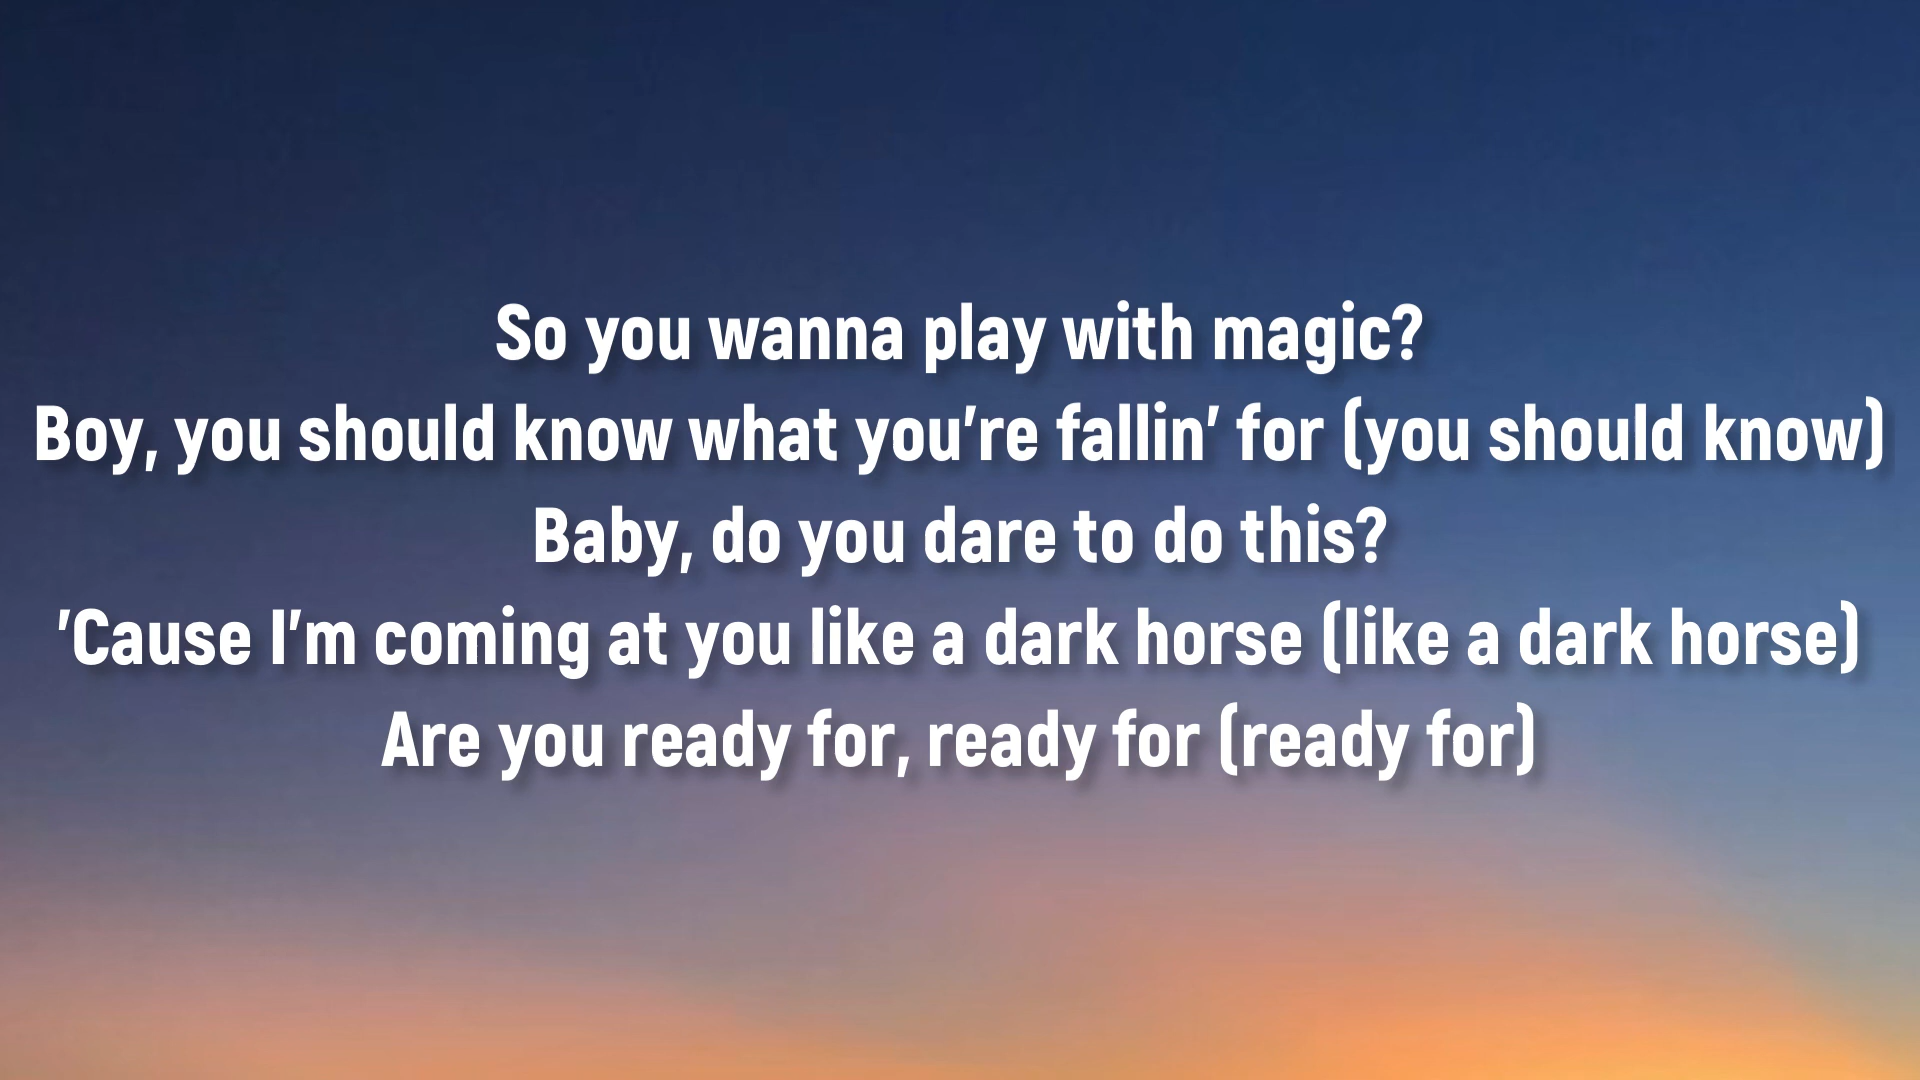 So you wanna play with magic?
Boy, you should know what you're fallin' for (you should know)
Baby, do you dare to do this?
'Cause I'm coming at you like a dark horse (like a dark horse)
Are you ready for, ready for (ready for)